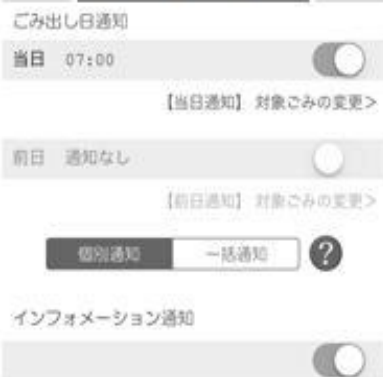 ごみ出し日通知
当日 07:00
【当日通知】 対象ごみの変更>
前日 通知なし
【前日通知】 対象ごみの変更>
個別通知 一括通知 ?
インフォメーション通知